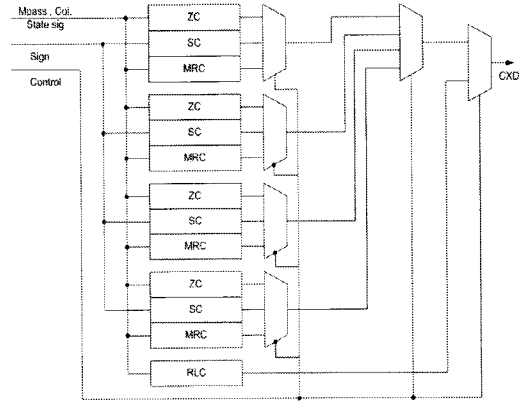 Mpass , Coi.
State sig
Sign
Control
ZC
SC
MRC
ZC
SC
MRC
ZC
SC
MRC
ZC
SC
MRC
RLC
CXD